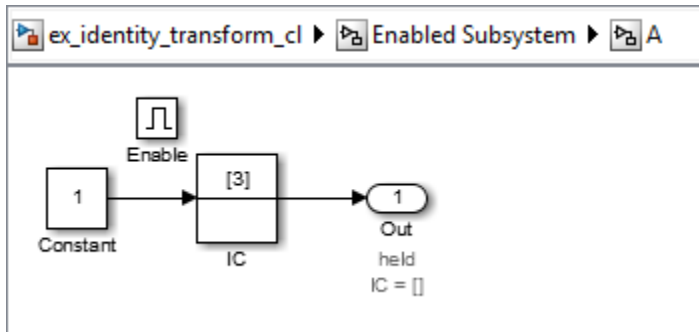 ex_identity_transform_cl ▶ Enabled Subsystem ▶ A
Enable
1
Constant
[3]
IC
1
Out
held
IC = []